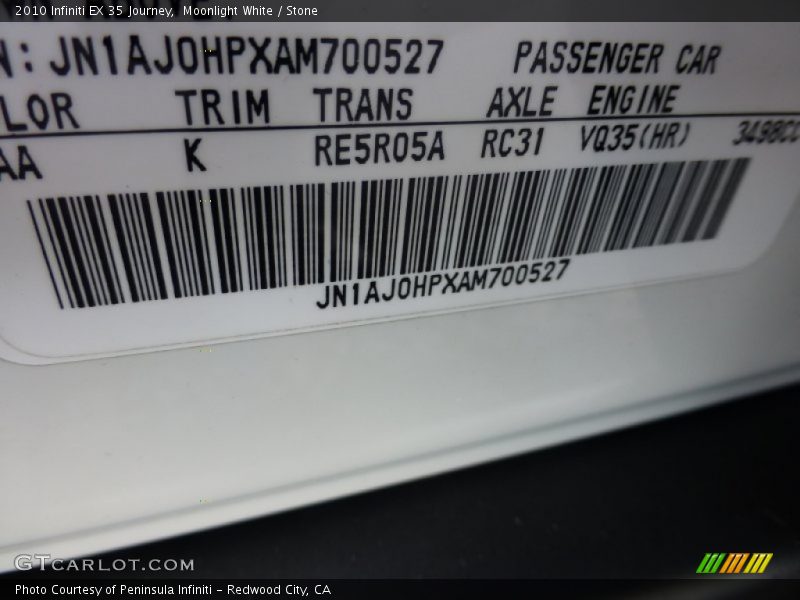 2010 Infiniti EX 35 Journey,  Moonlight White / Stone
N: JN1AJ0HPXAM700527 PASSENGER CAR
LOR TRIM TRANS AXLE ENGINE
AA K RE5R05A RC31 VQ35(HR) 3498CC
JN1AJ0HPXAM700527
GTCARLOT.COM
Photo Courtesy of Peninsula Infiniti - Redwood City, CA